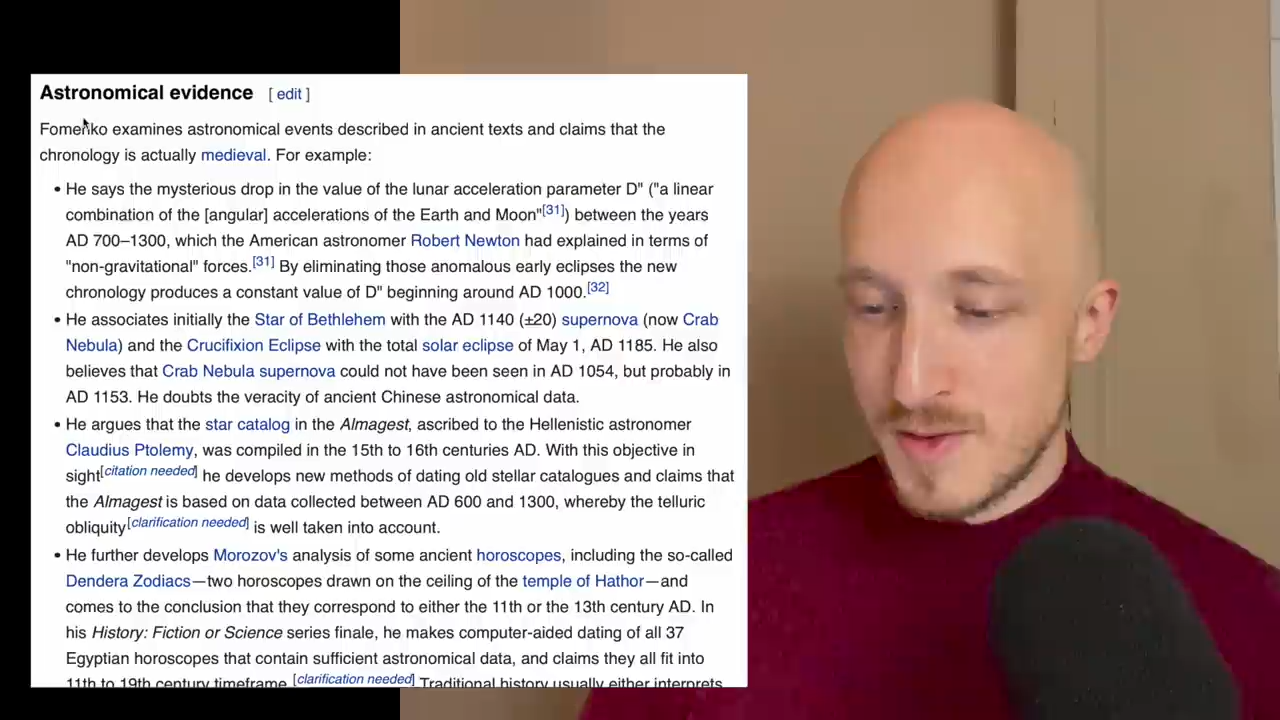 Astronomical evidence [ edit ]
Fomenko examines astronomical events described in ancient texts and claims that the
chronology is actually medieval. For example:
• He says the mysterious drop in the value of the lunar acceleration parameter D" ("a linear
combination of the [angular] accelerations of the Earth and Moon"[31]) between the years
AD 700–1300, which the American astronomer Robert Newton had explained in terms of
"non-gravitational" forces.[31] By eliminating those anomalous early eclipses the new
chronology produces a constant value of D" beginning around AD 1000.[32]
• He associates initially the Star of Bethlehem with the AD 1140 (±20) supernova (now Crab
Nebula) and the Crucifixion Eclipse with the total solar eclipse of May 1, AD 1185. He also
believes that Crab Nebula supernova could not have been seen in AD 1054, but probably in
AD 1153. He doubts the veracity of ancient Chinese astronomical data.
• He argues that the star catalog in the Almagest, ascribed to the Hellenistic astronomer
Claudius Ptolemy, was compiled in the 15th to 16th centuries AD. With this objective in
sight[citation needed] he develops new methods of dating old stellar catalogues and claims that
the Almagest is based on data collected between AD 600 and 1300, whereby the telluric
obliquity[clarification needed] is well taken into account.
• He further develops Morozov's analysis of some ancient horoscopes, including the so-called
Dendera Zodiacs—two horoscopes drawn on the ceiling of the temple of Hathor—and
comes to the conclusion that they correspond to either the 11th or the 13th century AD. In
his History: Fiction or Science series finale, he makes computer-aided dating of all 37
Egyptian horoscopes that contain sufficient astronomical data, and claims they all fit into
11th to 19th century timeframe.[clarification needed] Traditional history usually either interprets